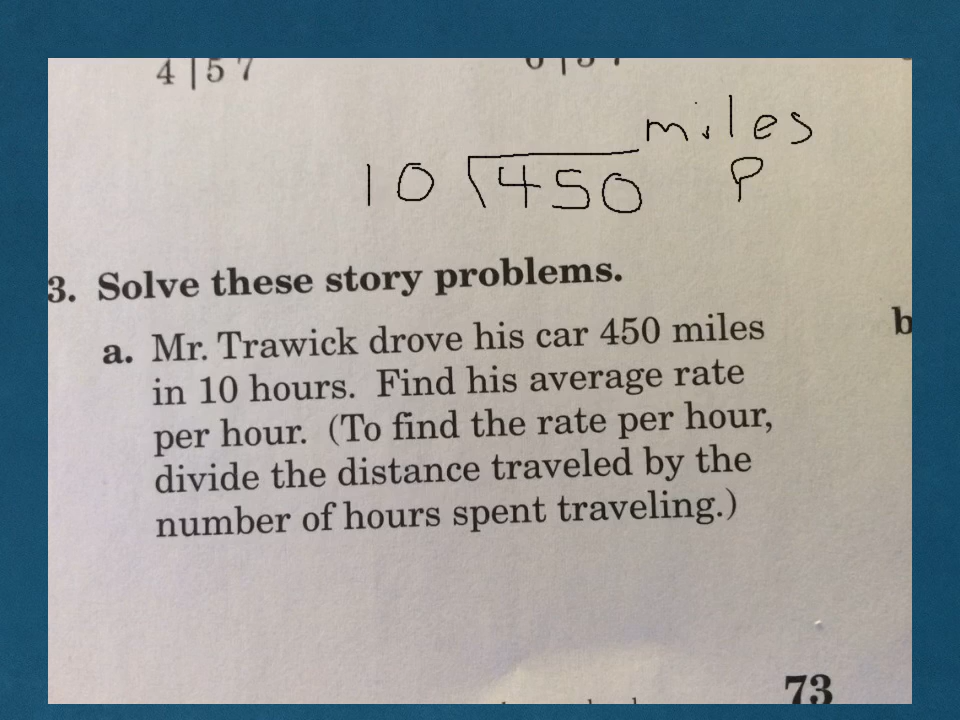 4 | 5 7
miles
10 450 P
3. Solve these story problems.
a. Mr. Trawick drove his car 450 miles
in 10 hours. Find his average rate
per hour. (To find the rate per hour,
divide the distance traveled by the
number of hours spent traveling.)
b
73